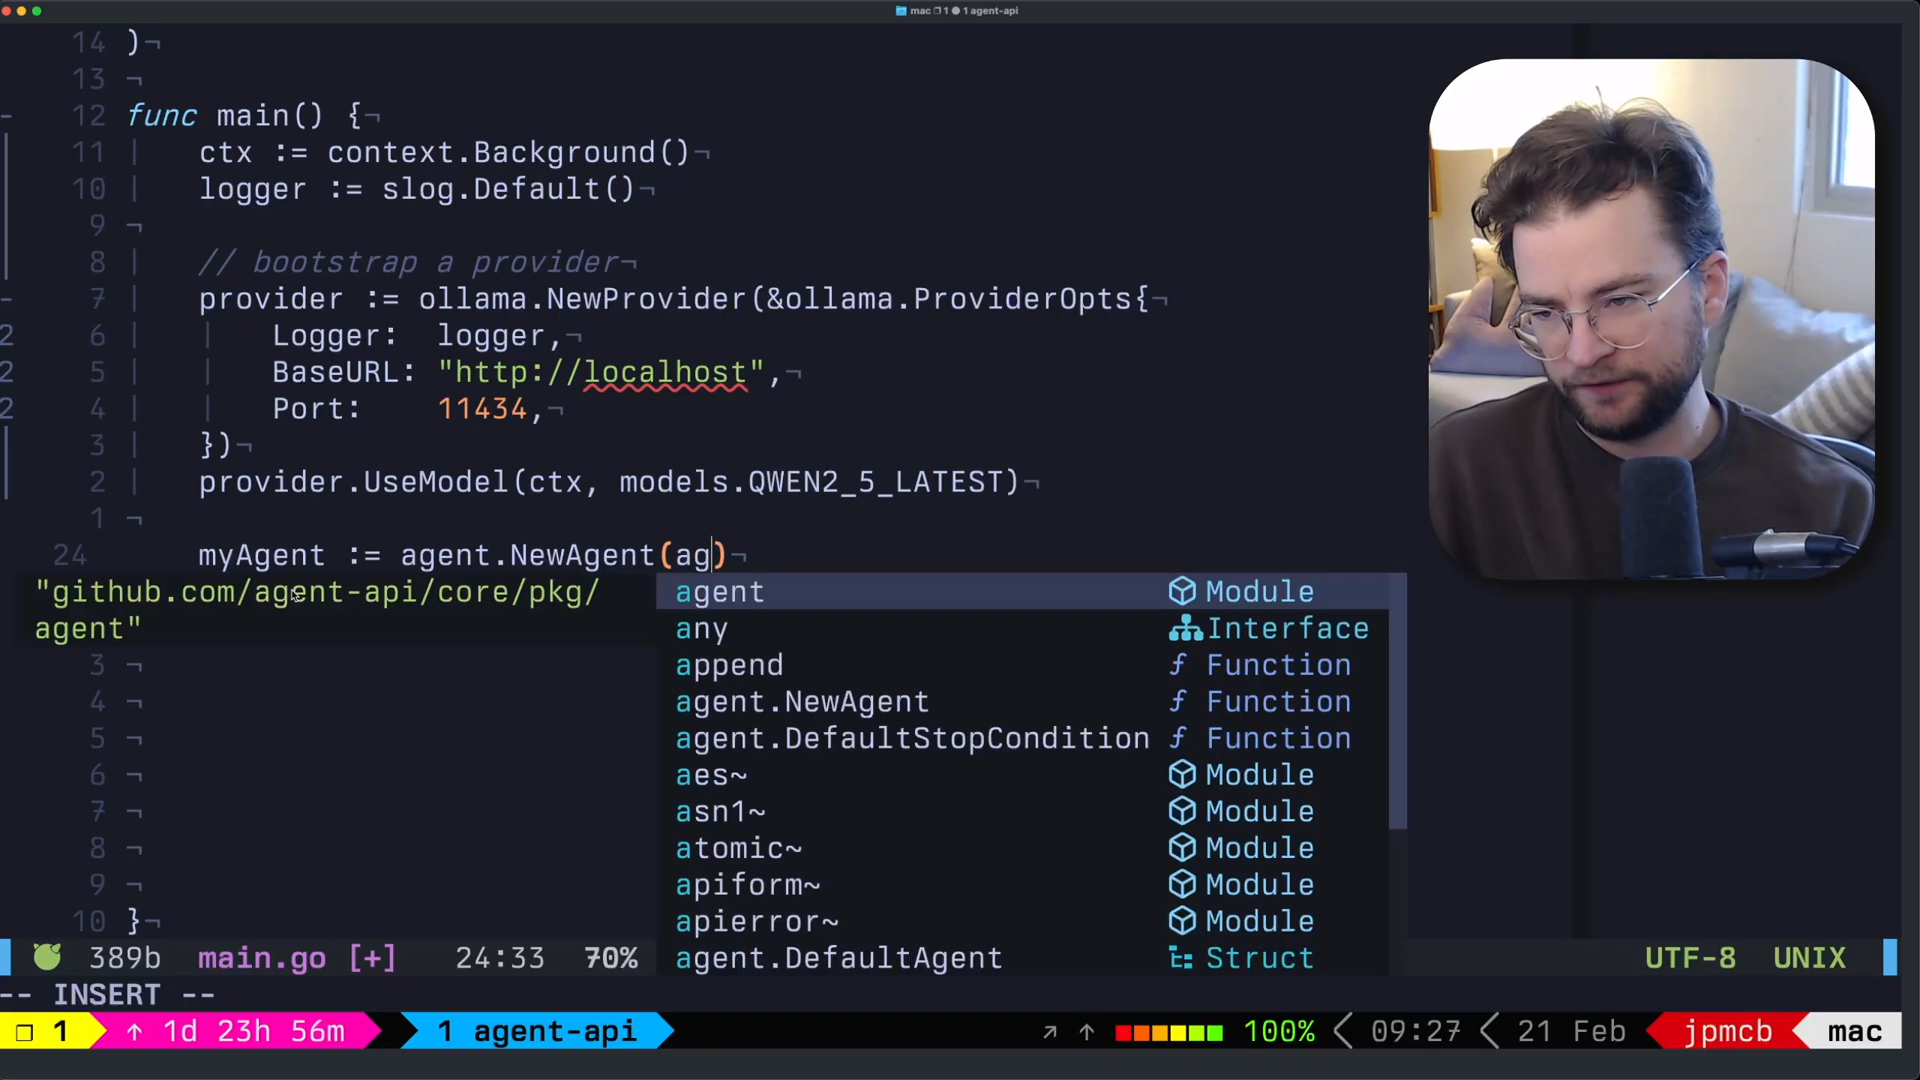 mac 1 1 agent-api
14 )¬
13 ¬
12 func main() {¬
11 | ctx := context.Background()¬
10 | logger := slog.Default()¬
9 ¬
8 | // bootstrap a provider¬
7 | provider := ollama.NewProvider(&ollama.ProviderOpts{¬
6 | | Logger: logger,¬
5 | | BaseURL: "http://localhost",¬
4 | | Port: 11434,¬
3 | })¬
2 | provider.UseModel(ctx, models.QWEN2_5_LATEST)¬
1 ¬
24 myAgent := agent.NewAgent(ag)¬
"github.com/agent-api/core/pkg/
agent"
agent Module
any Interface
append ƒ Function
agent.NewAgent ƒ Function
agent.DefaultStopCondition ƒ Function
aes~ Module
asn1~ Module
atomic~ Module
apiform~ Module
apierror~ Module
agent.DefaultAgent Struct
3 ¬
4 ¬
5 ¬
6 ¬
7 ¬
8 ¬
9 ¬
10 }¬
2
2
2
389b main.go [+] 24:33 70% UTF-8 UNIX
-- INSERT --
❐ 1 ↑ 1d 23h 56m 1 agent-api ↗ ↑ 100% 09:27 21 Feb jpmcb mac